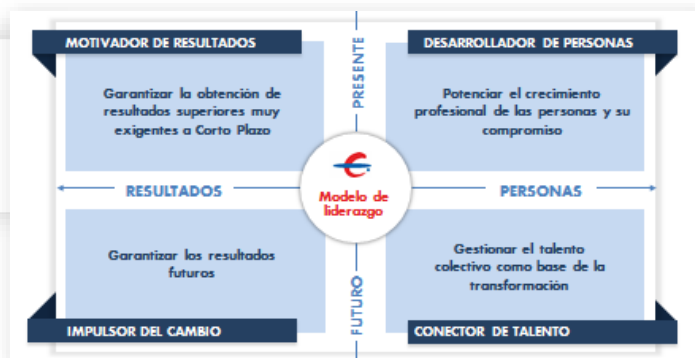 MOTIVADOR DE RESULTADOS
Garantizar la obtención de
resultados superiores muy
exigentes a Corto Plazo
PRESENTE
DESARROLLADOR DE PERSONAS
Potenciar el crecimiento
profesional de las personas y su
compromiso
RESULTADOS
Modelo de
liderazgo
PERSONAS
Garantizar los resultados
futuros
IMPULSOR DEL CAMBIO
FUTURO
Gestionar el talento
colectivo como base de la
transformación
CONECTOR DE TALENTO